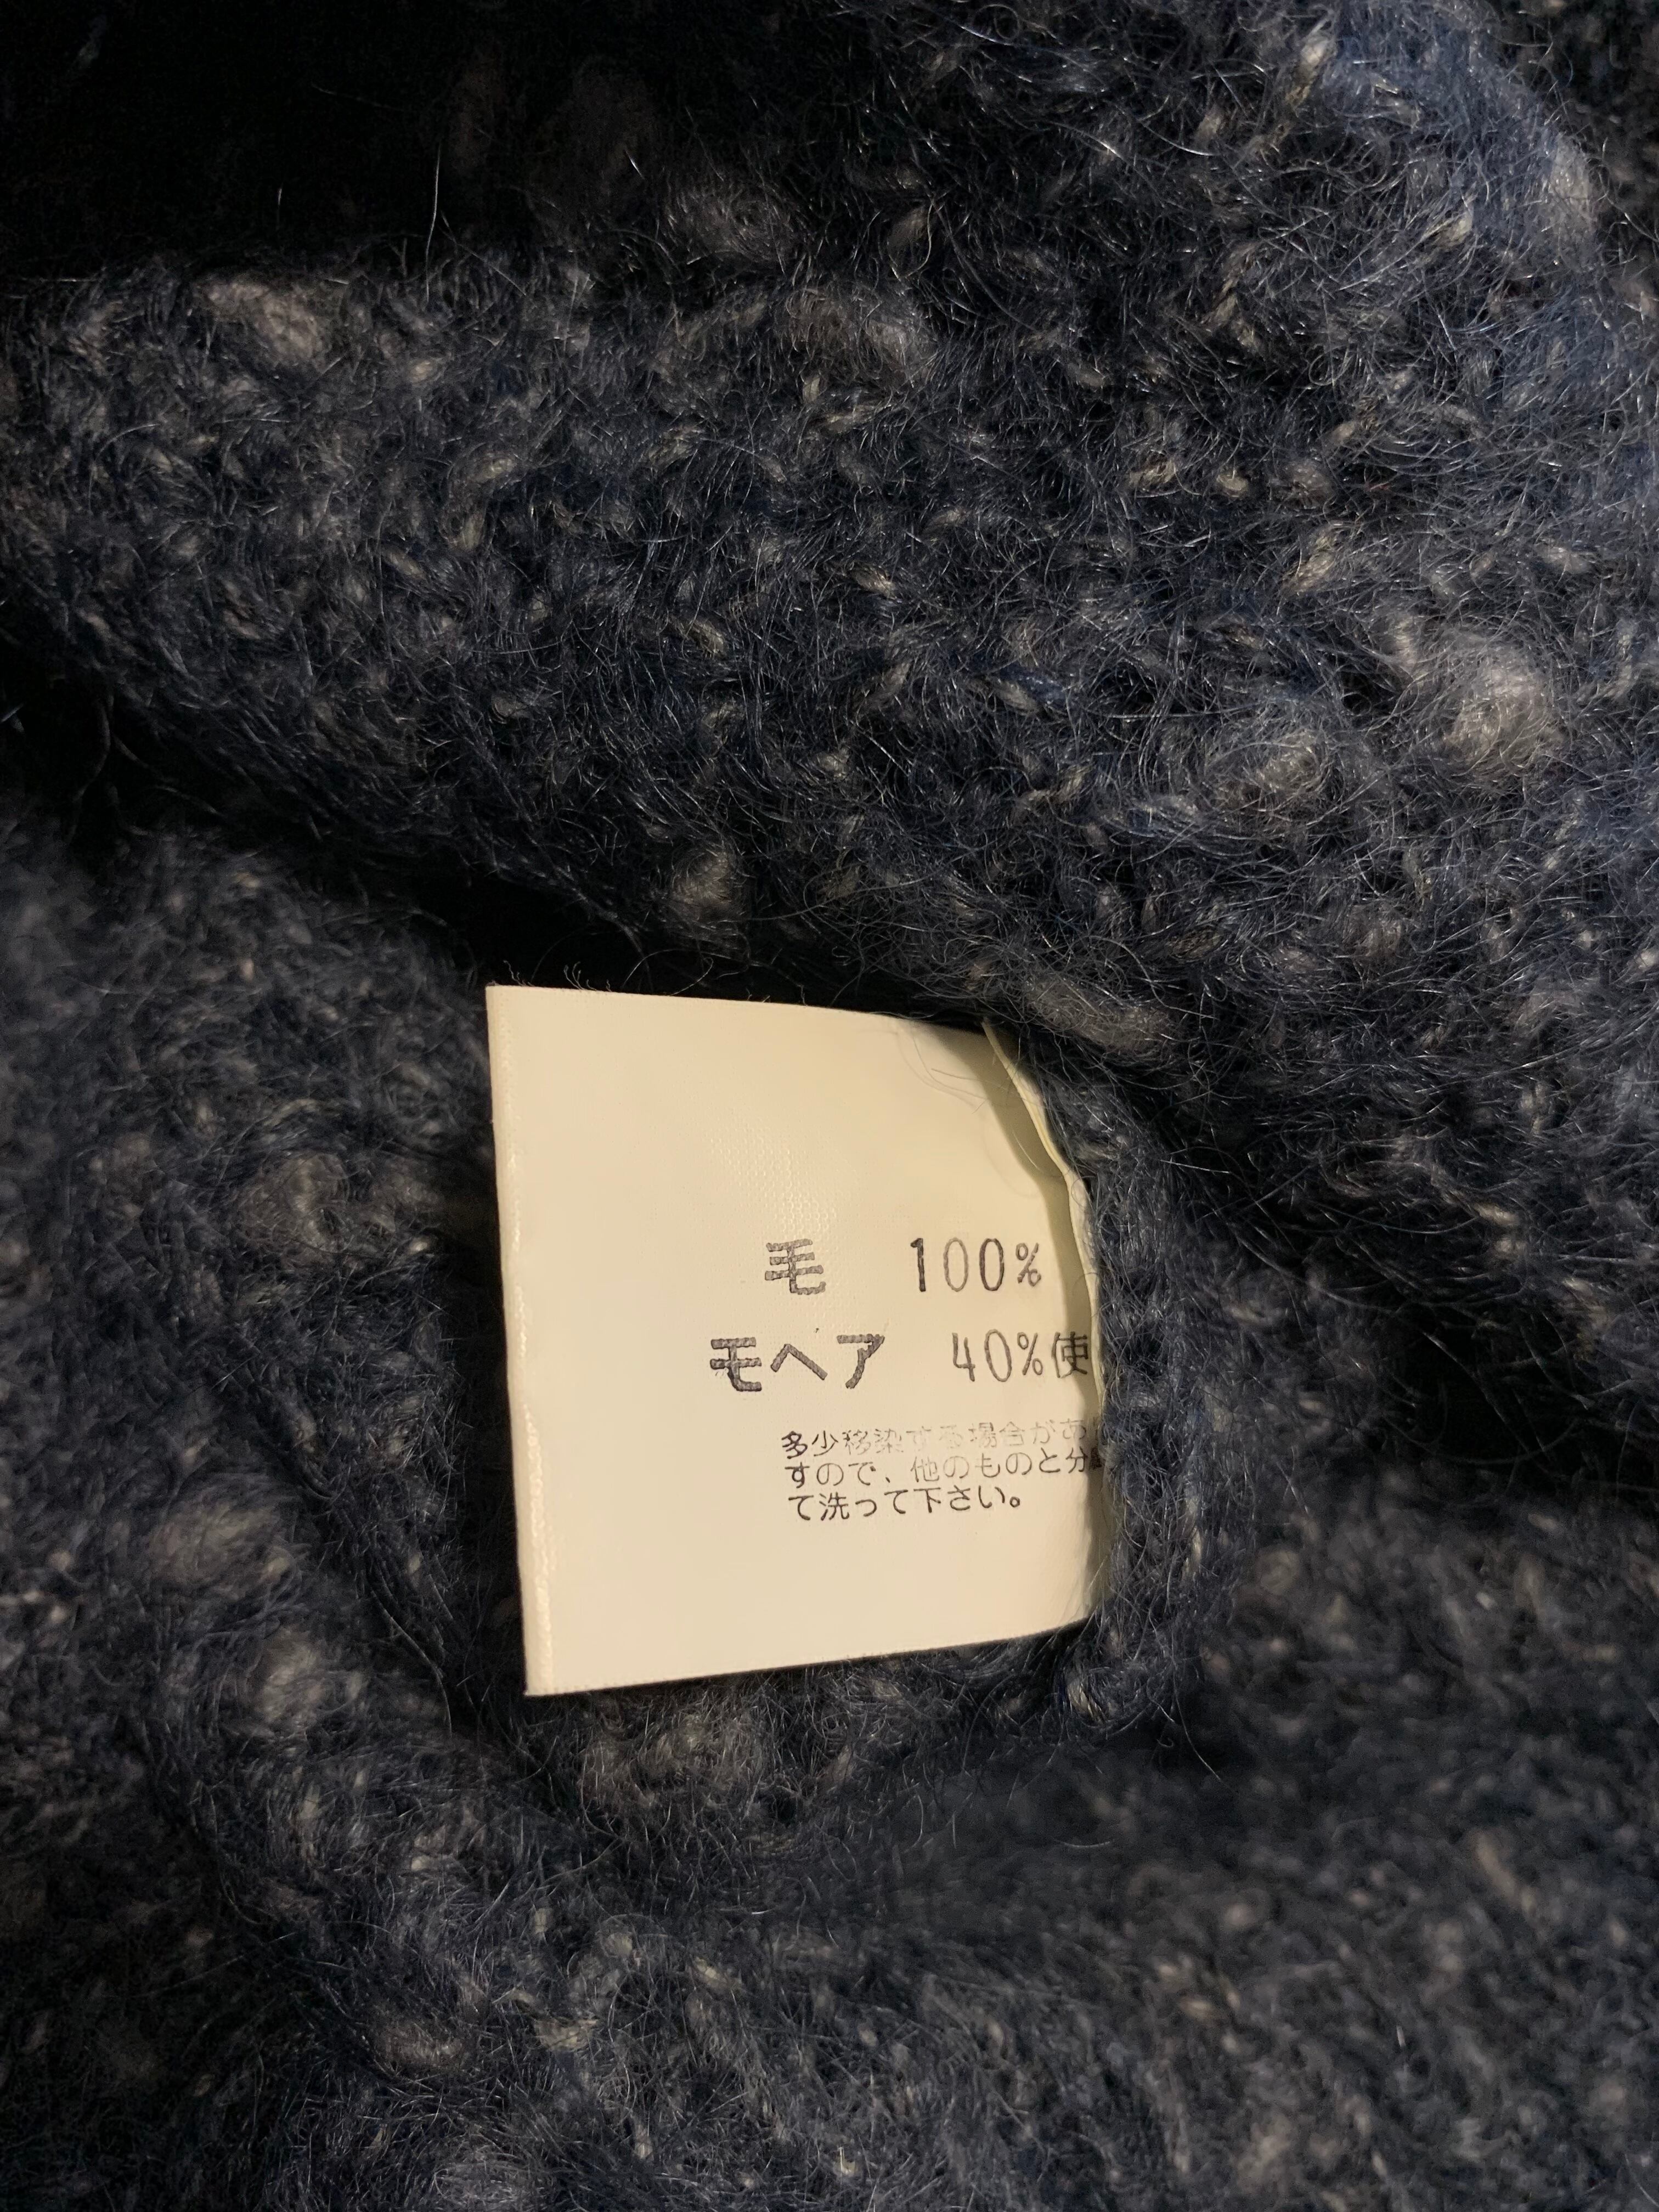 毛 100%
モヘア 40%使
多少移染する場合があ
すので、他のものと分
て洗って下さい。